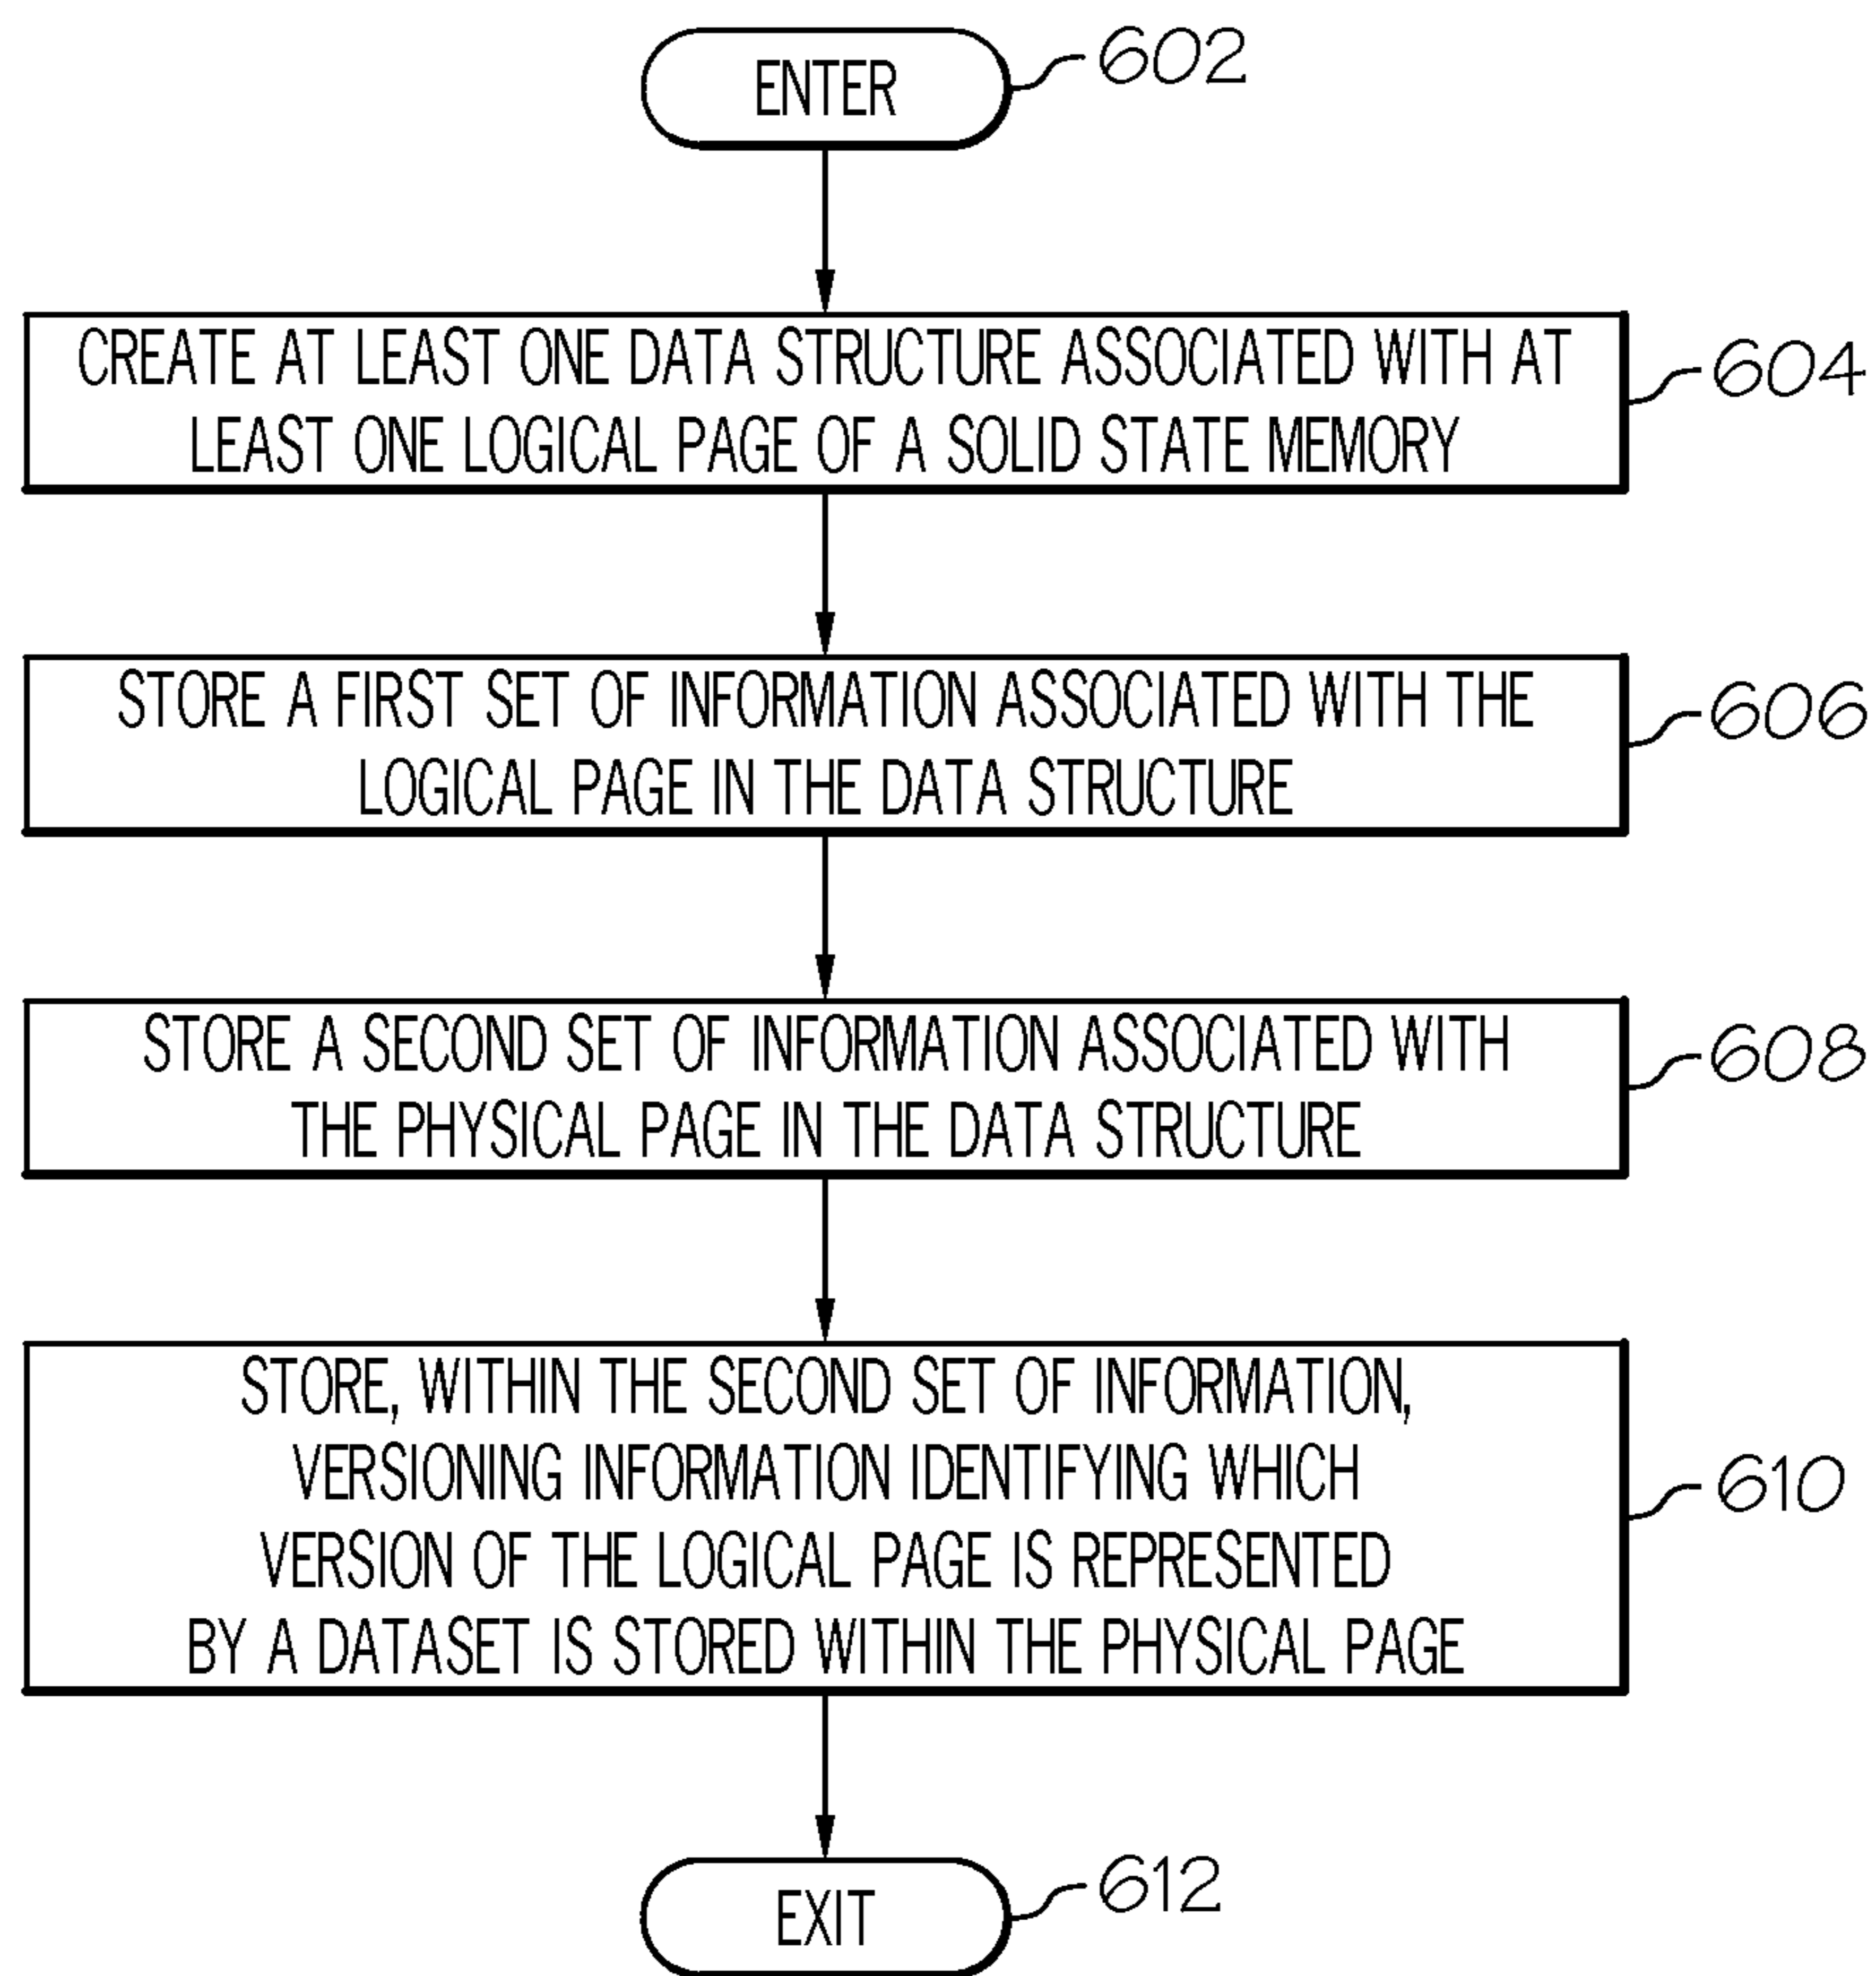 ENTER
602
CREATE AT LEAST ONE DATA STRUCTURE ASSOCIATED WITH AT
LEAST ONE LOGICAL PAGE OF A SOLID STATE MEMORY
604
STORE A FIRST SET OF INFORMATION ASSOCIATED WITH THE
LOGICAL PAGE IN THE DATA STRUCTURE
606
STORE A SECOND SET OF INFORMATION ASSOCIATED WITH
THE PHYSICAL PAGE IN THE DATA STRUCTURE
608
STORE, WITHIN THE SECOND SET OF INFORMATION,
VERSIONING INFORMATION IDENTIFYING WHICH
VERSION OF THE LOGICAL PAGE IS REPRESENTED
BY A DATASET IS STORED WITHIN THE PHYSICAL PAGE
610
EXIT
612